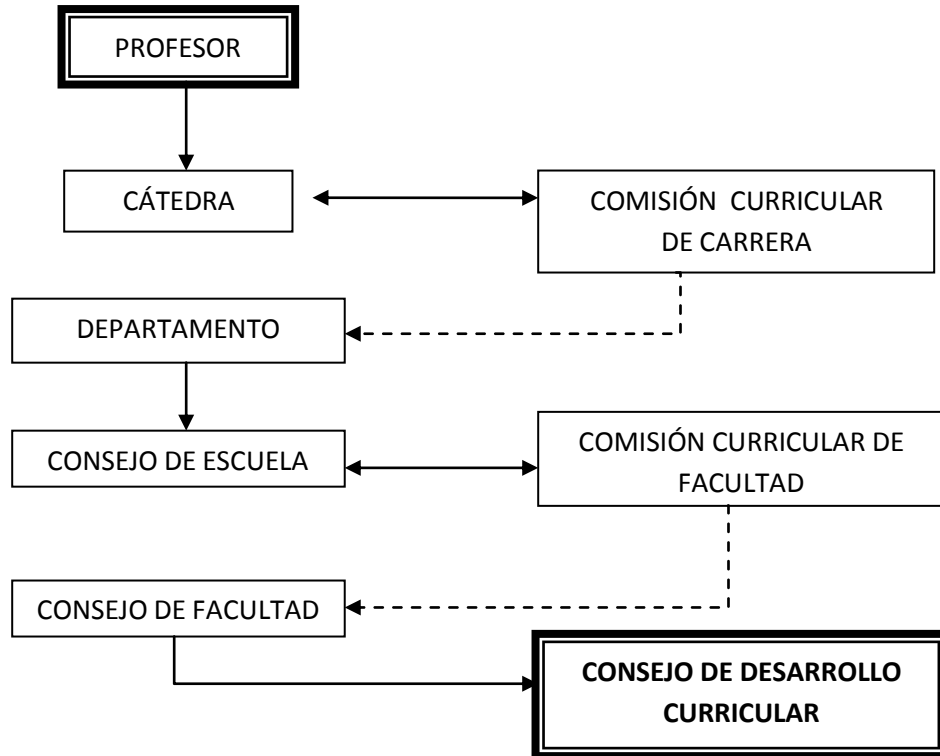 PROFESOR
CÁTEDRA
COMISIÓN CURRICULAR
DE CARRERA
DEPARTAMENTO
CONSEJO DE ESCUELA
COMISIÓN CURRICULAR DE
FACULTAD
CONSEJO DE FACULTAD
CONSEJO DE DESARROLLO
CURRICULAR